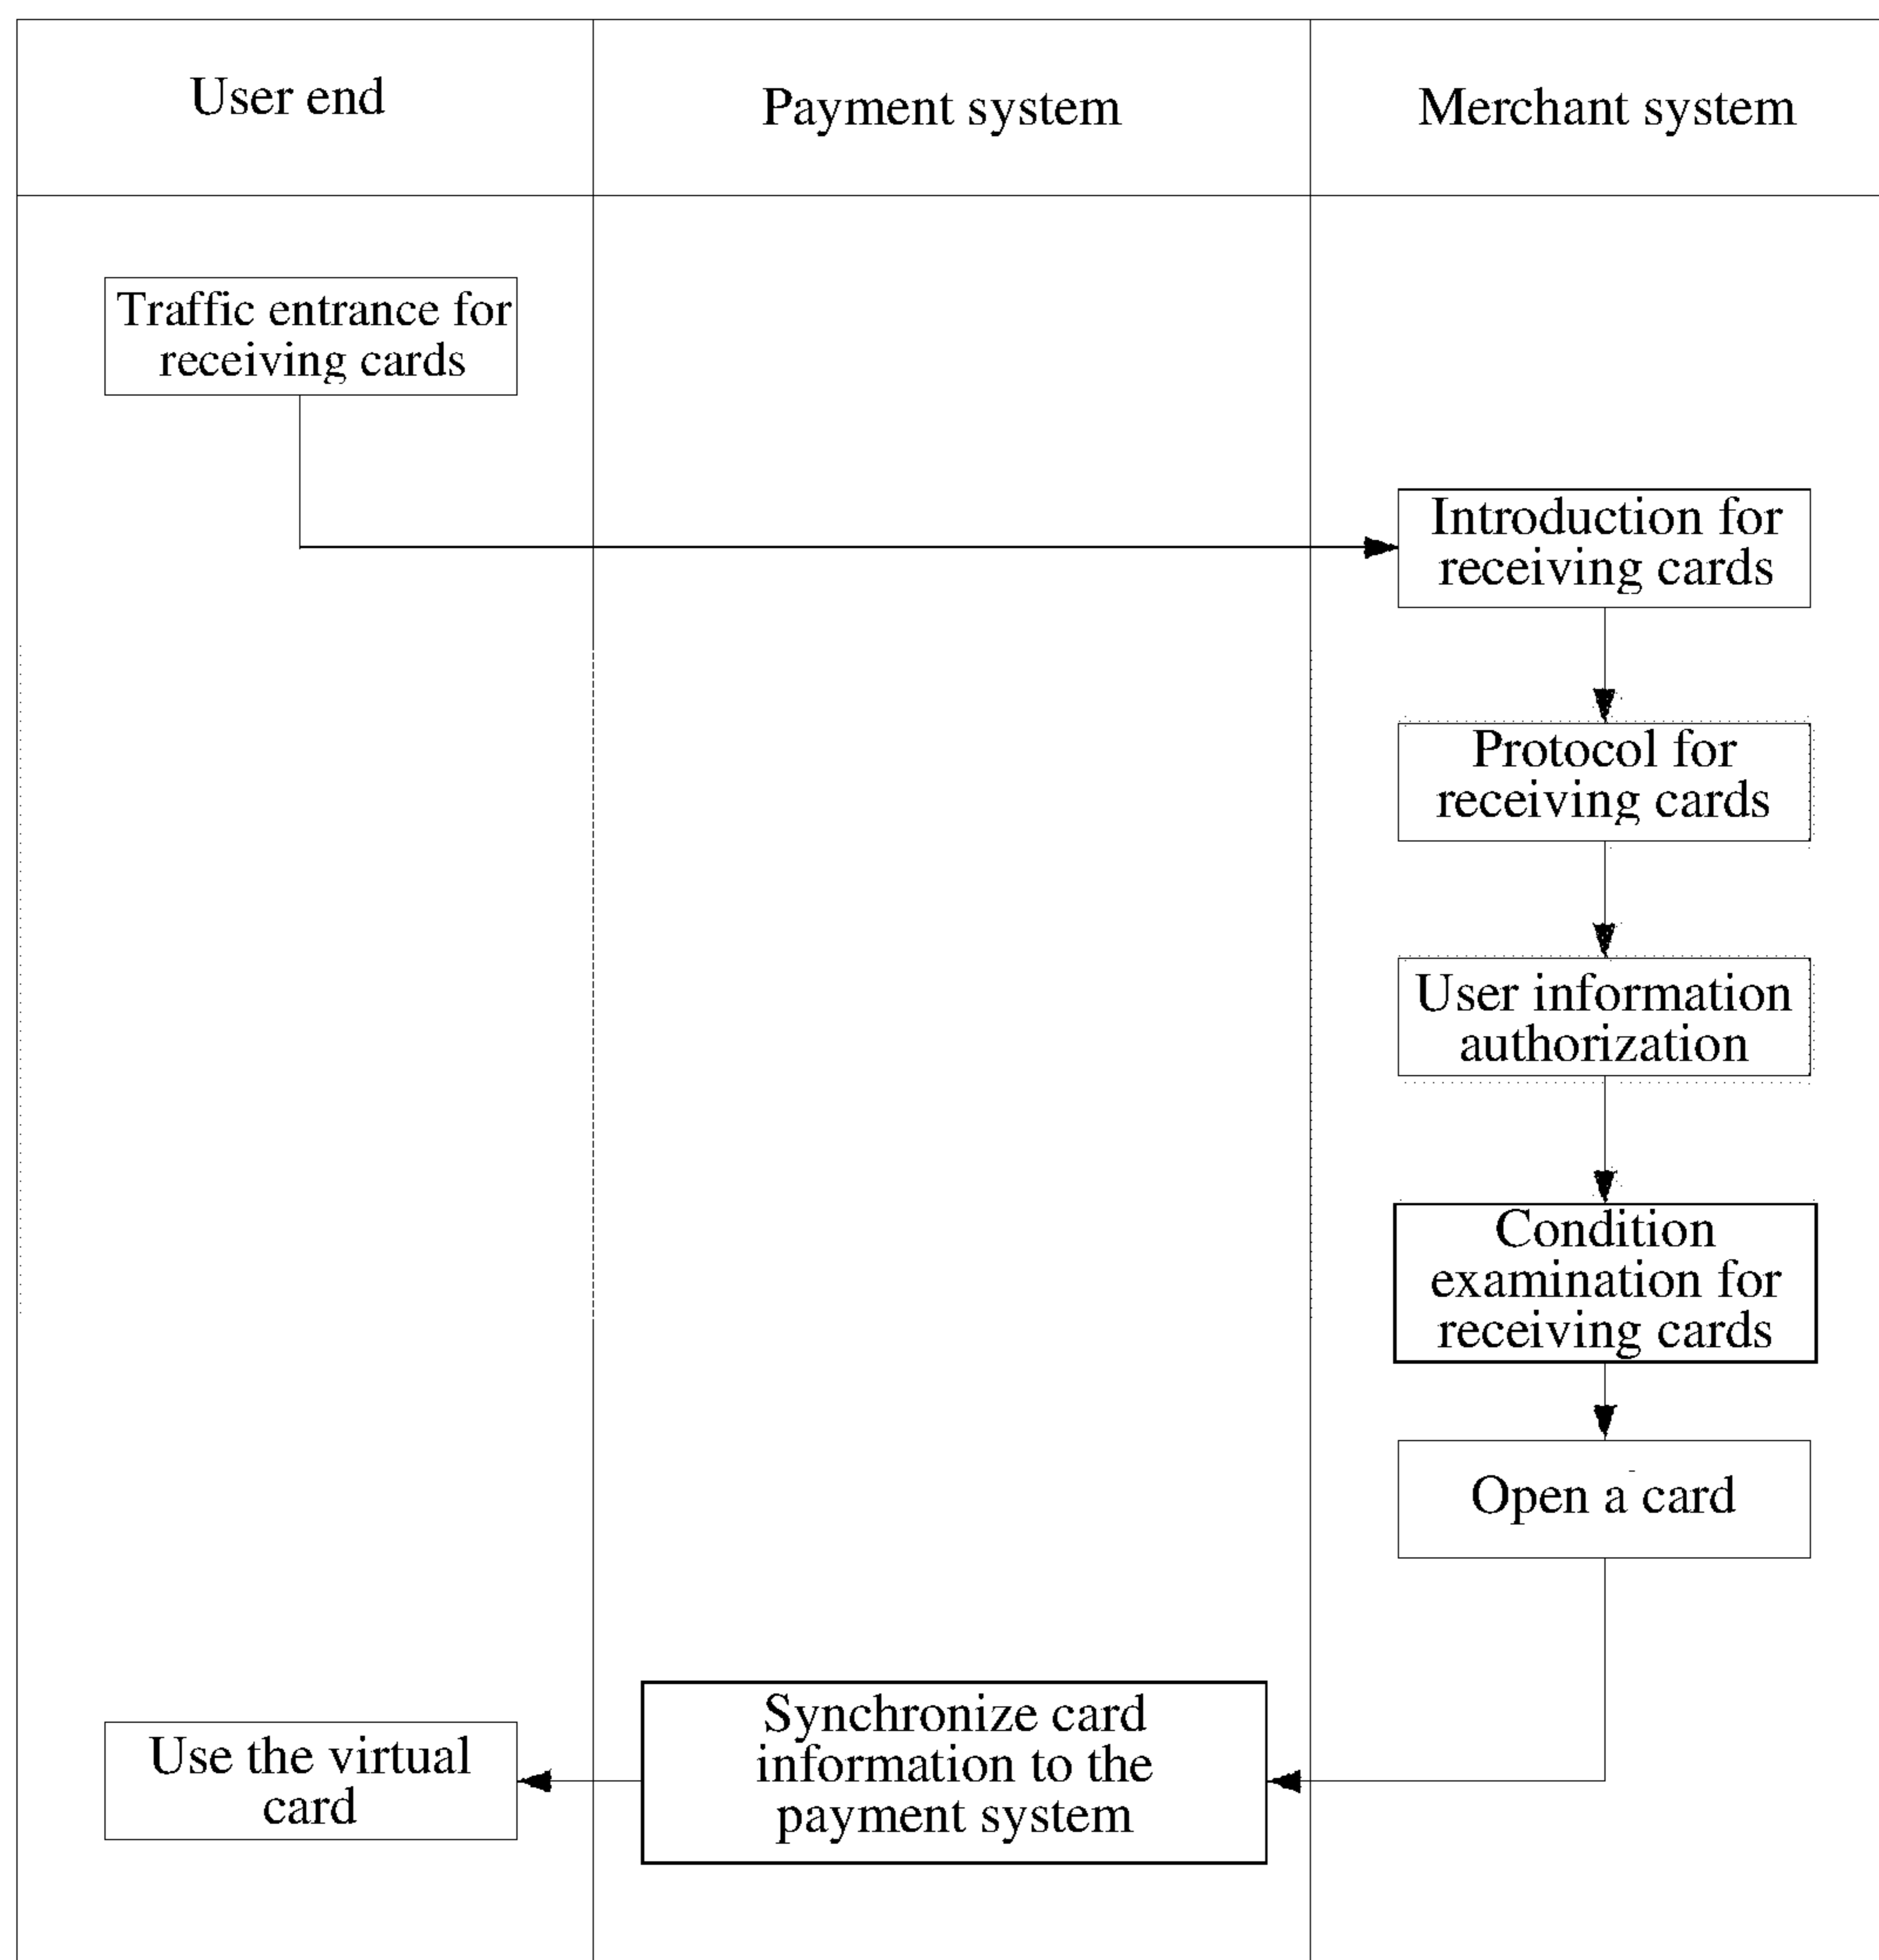 User end
Payment system
Merchant system
Traffic entrance for
receiving cards
Introduction for
receiving cards
Protocol for
receiving cards
User information
authorization
Condition
examination for
receiving cards
Open a card
Synchronize card
information to the
payment system
Use the virtual
card